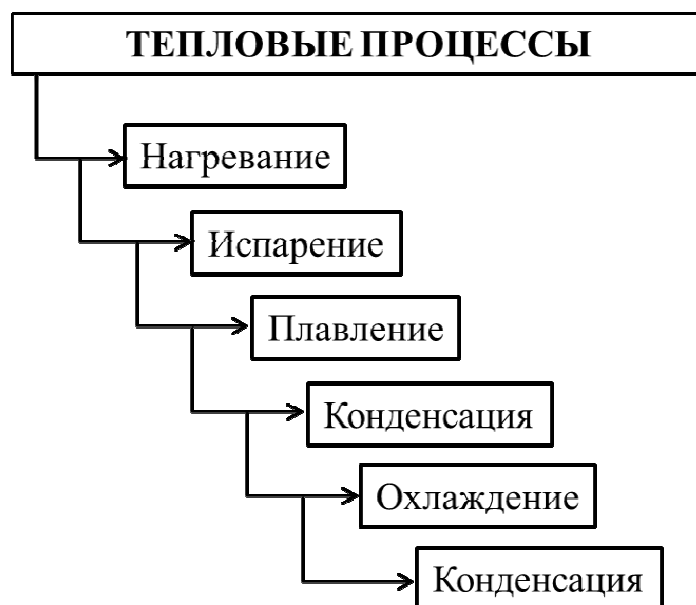 ТЕПЛОВЫЕ ПРОЦЕССЫ
Нагревание
Испарение
Плавление
Конденсация
Охлаждение
Конденсация